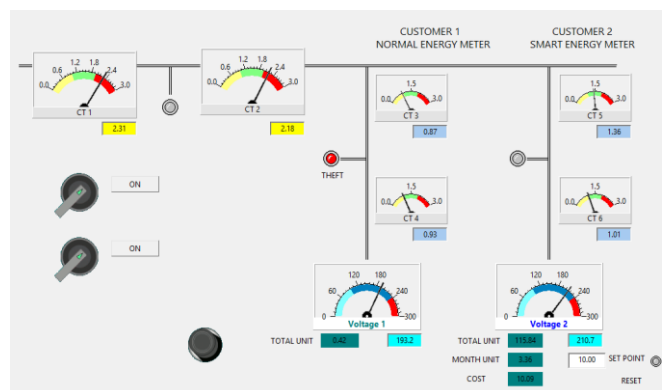 CUSTOMER 1
NORMAL ENERGY METER
CUSTOMER 2
SMART ENERGY METER
0.0 0.6 1.2 1.8 2.4 3.0
CT 1
2.31
0.0 0.6 1.2 1.8 2.4 3.0
CT 2
2.18
0.0 1.5 3.0
CT 3
0.87
0.0 1.5 3.0
CT 5
1.36
THEFT
ON
ON
0.0 1.5 3.0
CT 4
0.93
0.0 1.5 3.0
CT 6
1.01
0 60 120 180 240 300
Voltage 1
TOTAL UNIT 0.42 193.2
0 60 120 180 240 300
Voltage 2
TOTAL UNIT 115.84 210.7
MONTH UNIT 3.36 10.00 SET POINT
COST 10.09 RESET